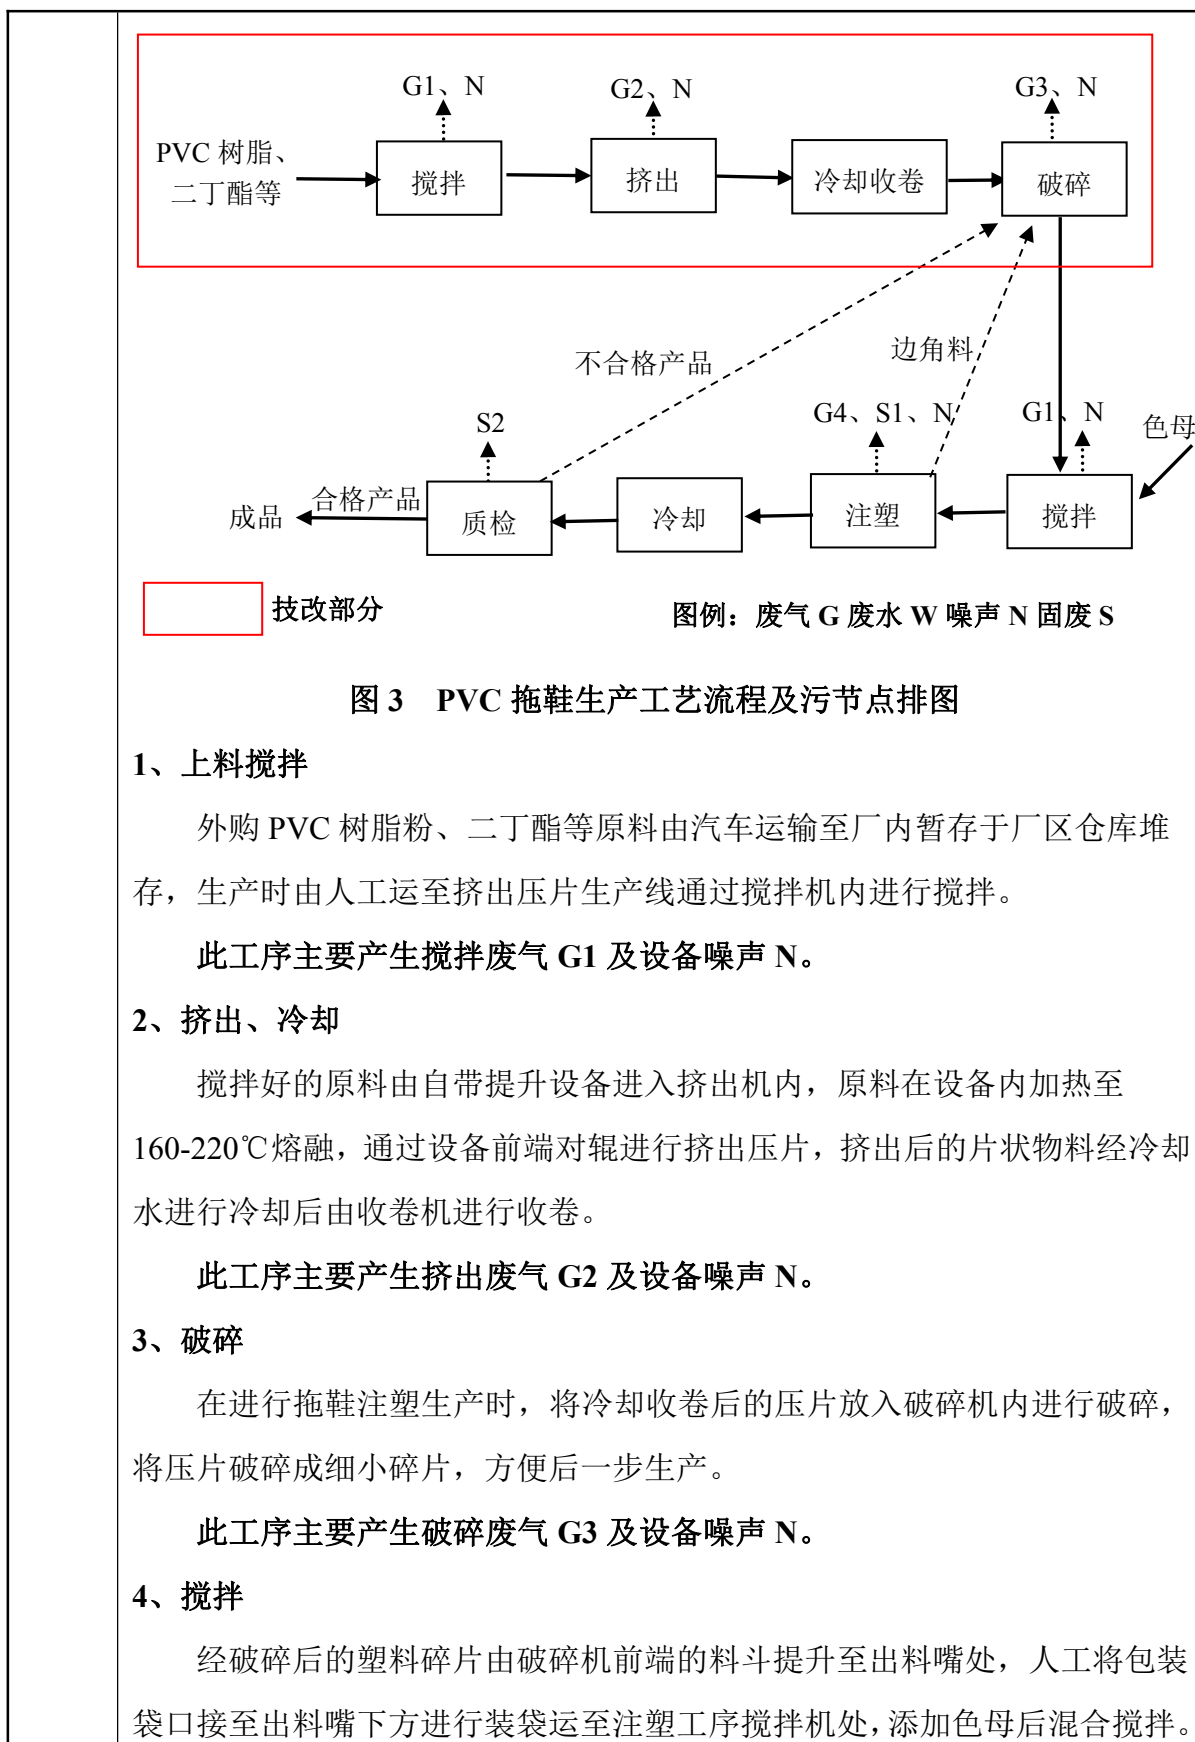 G1、N
G2、N
G3、N
PVC 树脂、
二丁酯等
搅拌
挤出
冷却收卷
破碎
不合格产品
边角料
S2
G4、S1、N
G1、N
色母
成品
合格产品
质检
冷却
注塑
搅拌
技改部分
图例：废气 G 废水 W 噪声 N 固废 S
图 3 PVC 拖鞋生产工艺流程及污节点排图
1、上料搅拌
外购 PVC 树脂粉、二丁酯等原料由汽车运输至厂内暂存于厂区仓库堆
存，生产时由人工运至挤出压片生产线通过搅拌机内进行搅拌。
此工序主要产生搅拌废气 G1 及设备噪声 N。
2、挤出、冷却
搅拌好的原料由自带提升设备进入挤出机内，原料在设备内加热至
160-220℃熔融，通过设备前端对辊进行挤出压片，挤出后的片状物料经冷却
水进行冷却后由收卷机进行收卷。
此工序主要产生挤出废气 G2 及设备噪声 N。
3、破碎
在进行拖鞋注塑生产时，将冷却收卷后的压片放入破碎机内进行破碎，
将压片破碎成细小碎片，方便后一步生产。
此工序主要产生破碎废气 G3 及设备噪声 N。
4、搅拌
经破碎后的塑料碎片由破碎机前端的料斗提升至出料嘴处，人工将包装
袋口接至出料嘴下方进行装袋运至注塑工序搅拌机处，添加色母后混合搅拌。